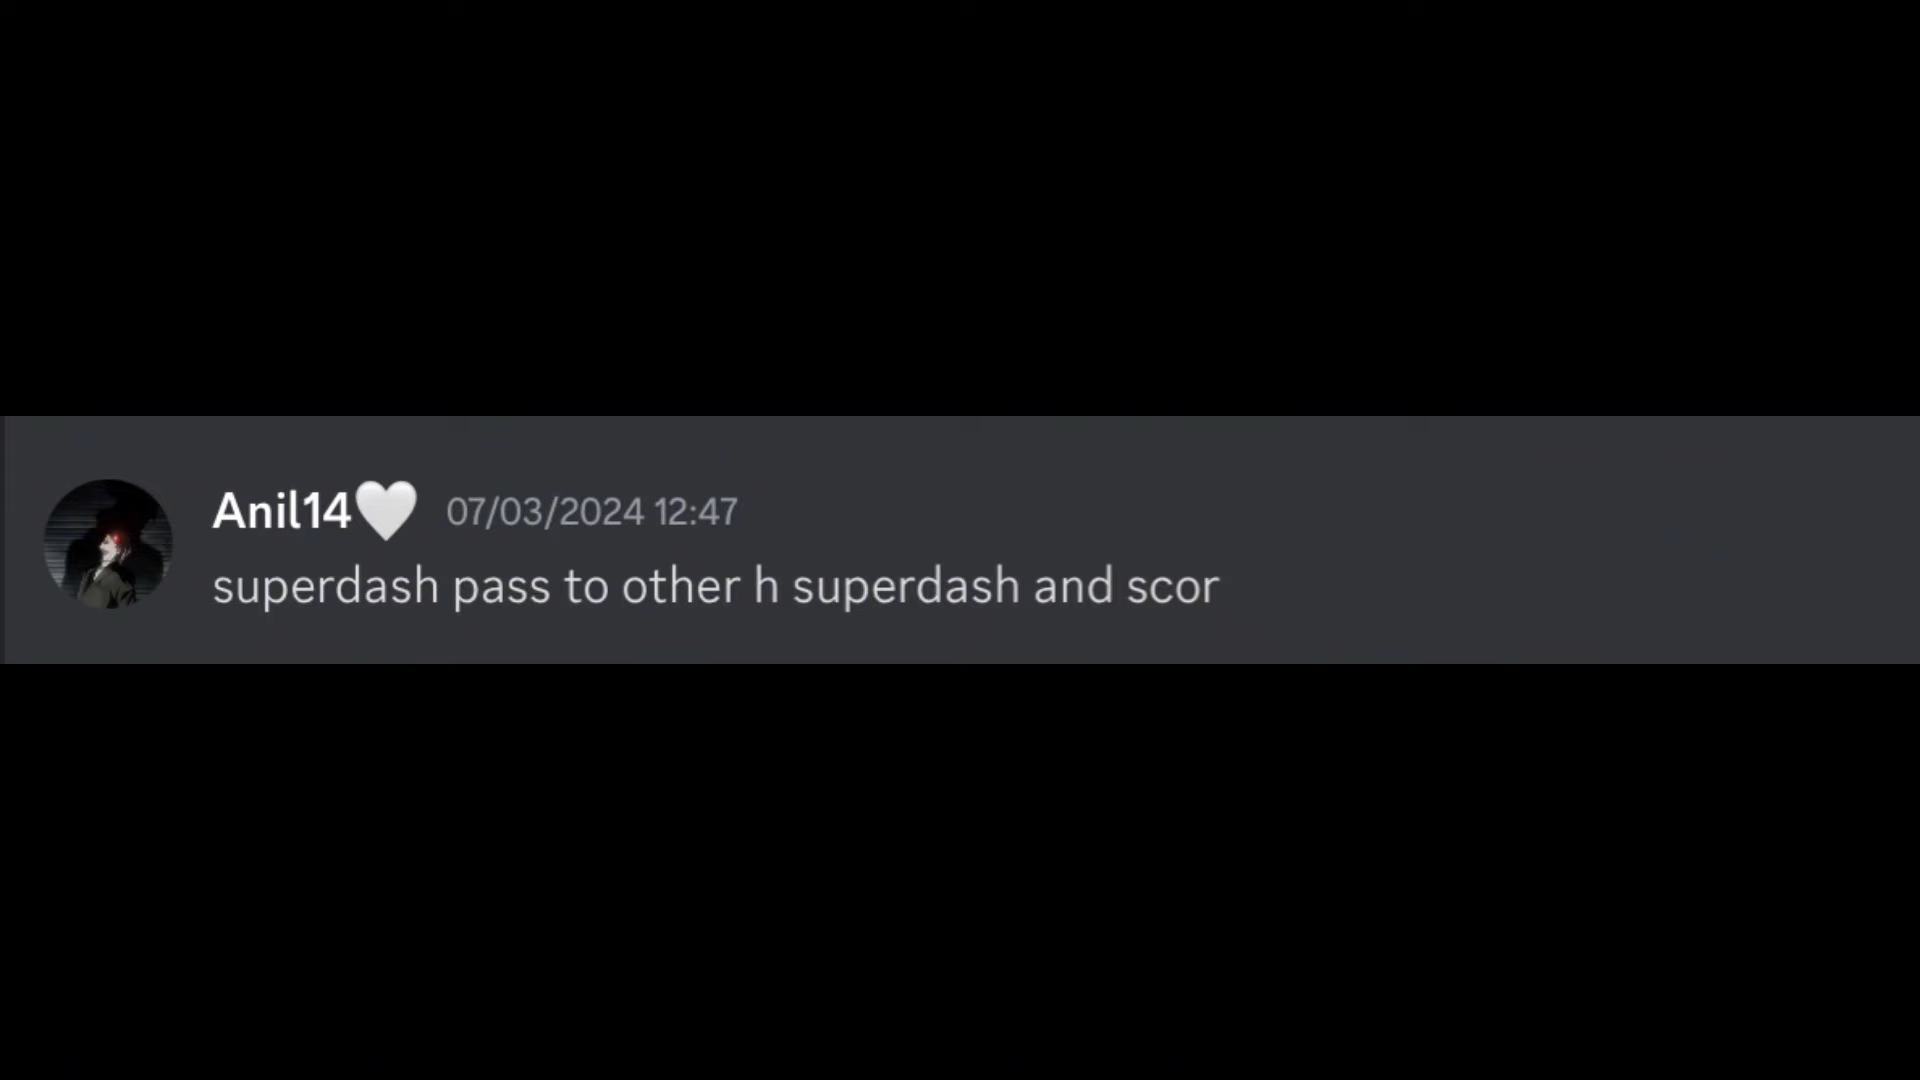 Anil14🤍 07/03/2024 12:47
superdash pass to other h superdash and scor